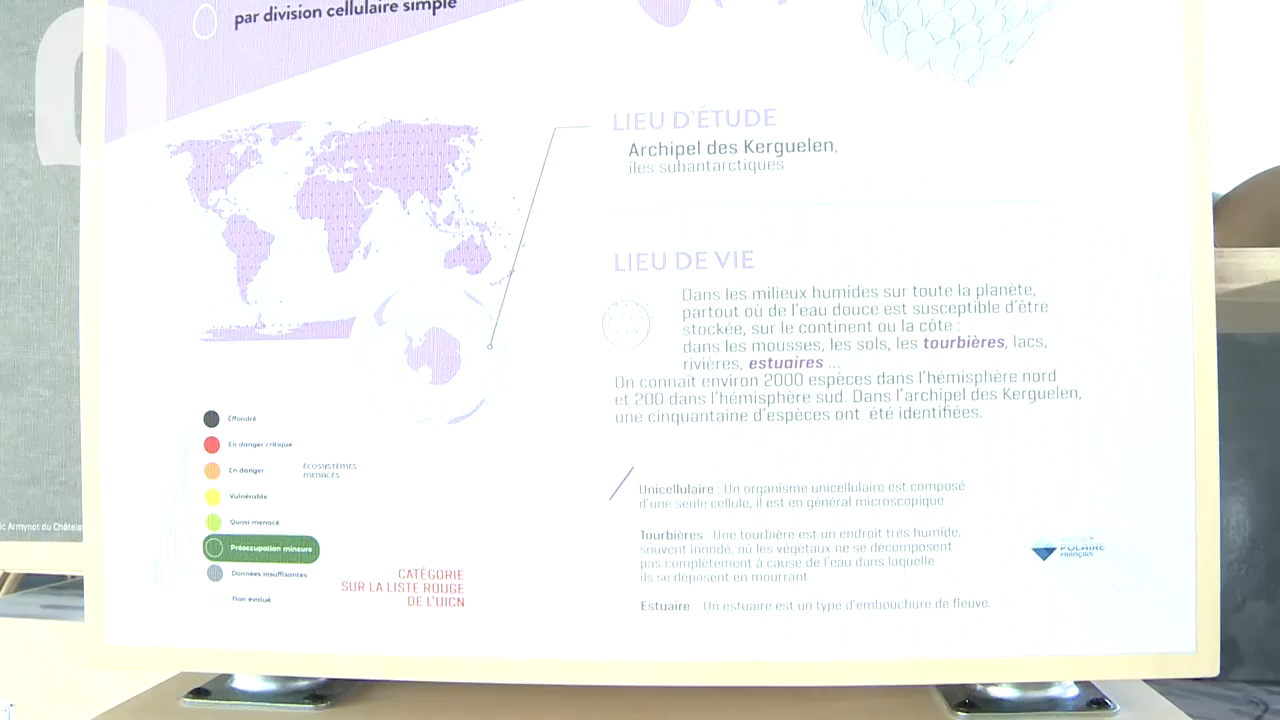 par division cellulaire simple
LIEU D'ÉTUDE
Archipel des Kerguelen,
îles subantarctiques
LIEU DE VIE
Dans les milieux humides sur toute la planète,
partout où de l'eau douce est susceptible d'être
stockée, sur le continent ou la côte :
dans les mousses, les sols, les tourbières, lacs,
rivières, estuaires ...
On connait environ 2000 espèces dans l'hémisphère nord
et 200 dans l'hémisphère sud. Dans l'archipel des Kerguelen,
une cinquantaine d'espèces ont été identifiées.
Effondré
En danger critique
En danger
ÉCOSYSTÈMES
MENACÉS
Vulnérable
Quasi menacé
Préoccupation mineure
Données insuffisantes
Non évalué
CATÉGORIE
SUR LA LISTE ROUGE
DE L'UICN
Unicellulaire : Un organisme unicellulaire est composé
d'une seule cellule, il est en général microscopique.
Tourbières : Une tourbière est un endroit très humide,
souvent inondé, où les végétaux ne se décomposent
pas complètement à cause de l'eau dans laquelle
ils se déposent en mourrant.
Estuaire : Un estuaire est un type d'embouchure de fleuve.
INSTITUT
POLAIRE
FRANÇAIS
ic Armynot du Châtele